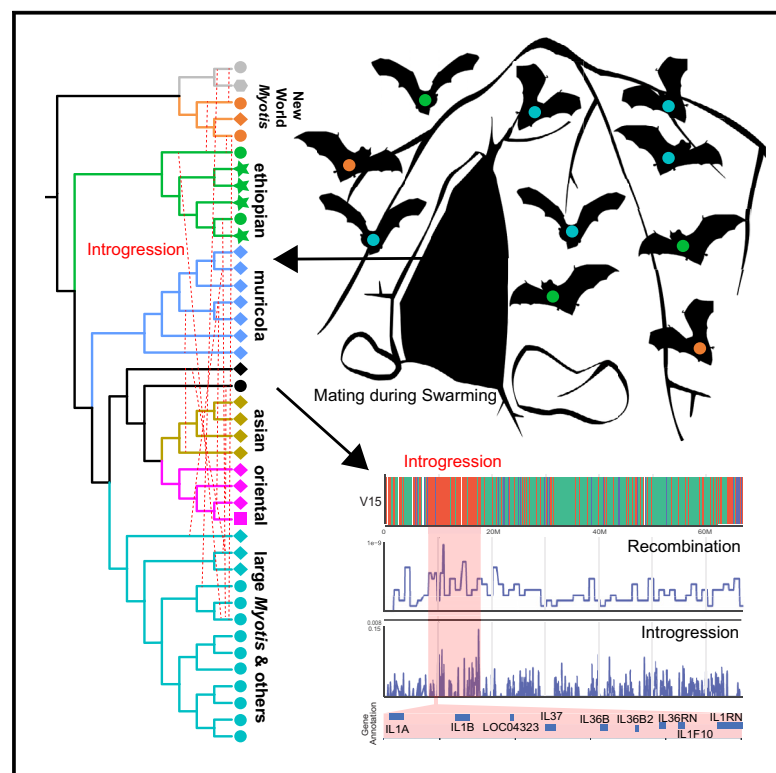 New
World
Myotis
ethiopian
Introgression
muricola
asian
oriental
large Myotis & others
Mating during Swarming
Introgression
V15
0
20M
40M
60M
1e-9
Recombination
0.008
0.15
Introgression
Gene
Annotation
IL1A
IL1B
LOC04323
IL37
IL36B
IL36B2
IL36RN
IL1F10
IL1RN